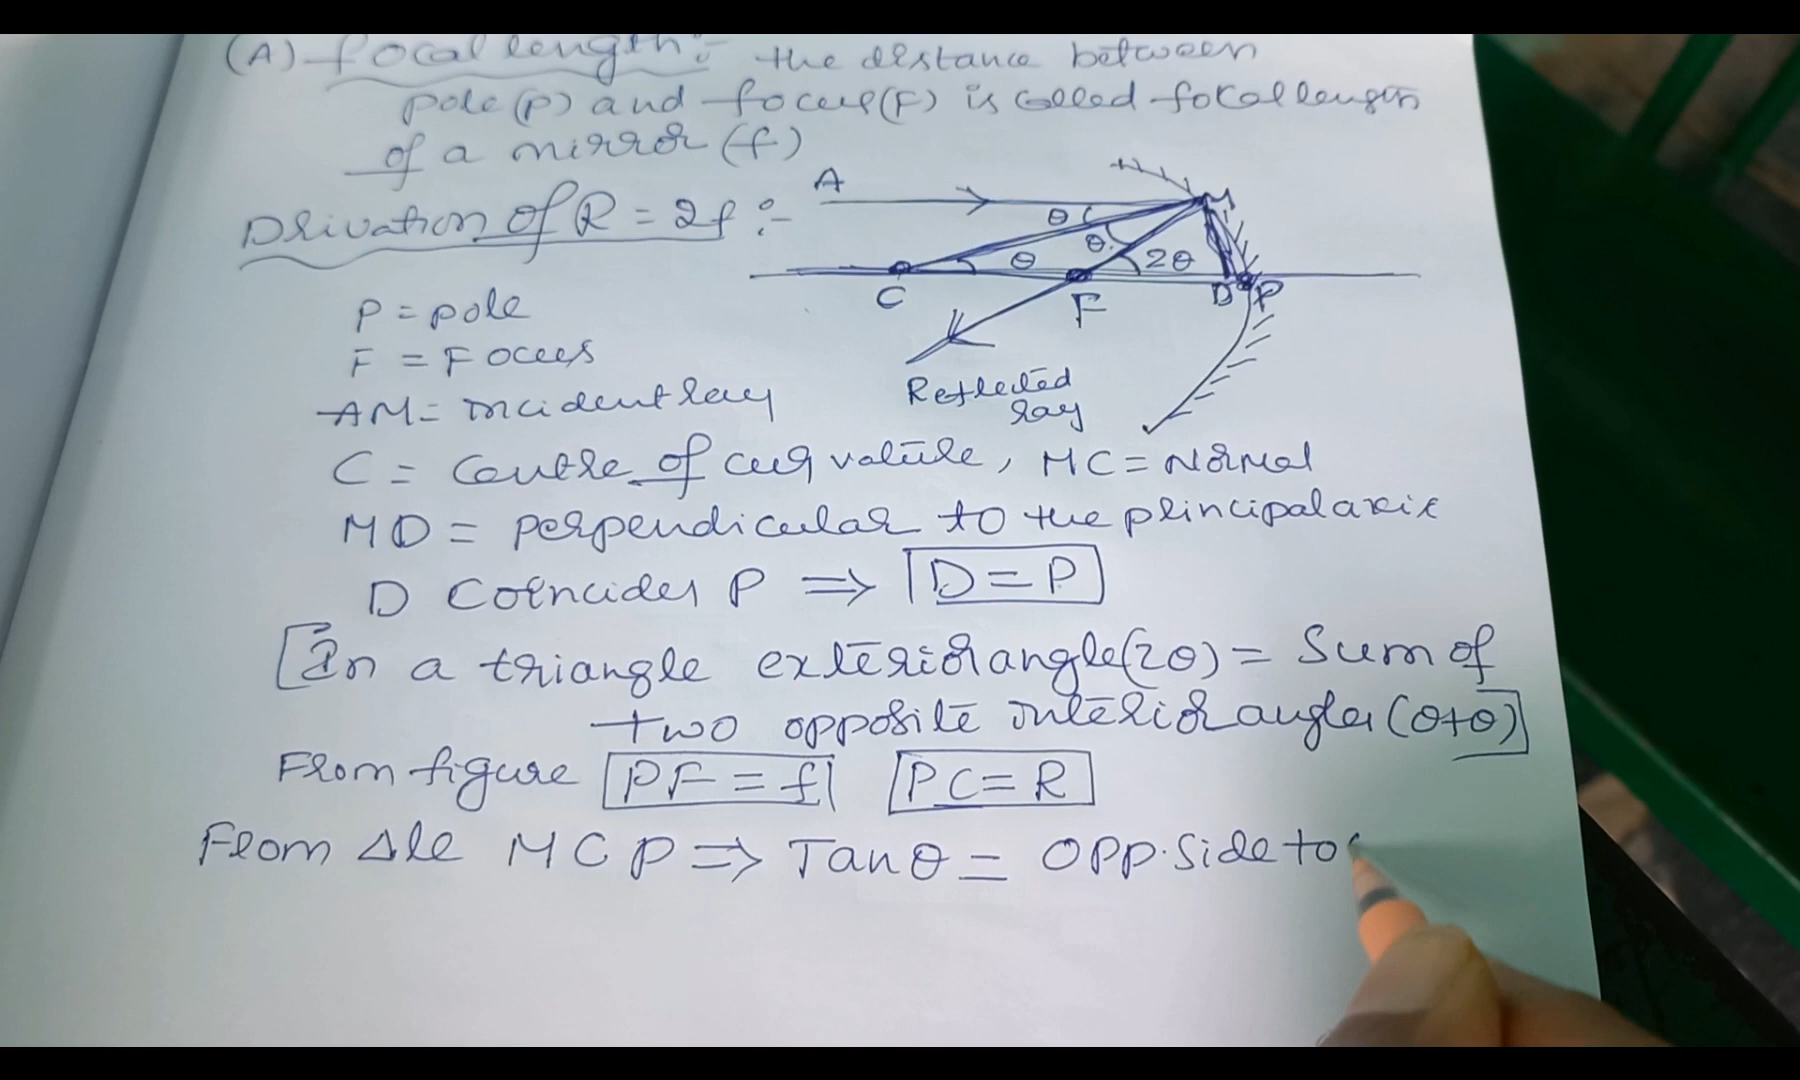 (A) focal length :- the distance between
pole (P) and focus (F) is called focal length
of a mirror (f)
Drivation of R = 2f :-
A
M
θ
θ
θ
2θ
C
F
D P
Reflected
ray
P = pole
F = Focus
AM = incident ray
C = Centre of curvature, MC = Normal
MD = perpendicular to the principal axis
D Coincides P ⇒ D = P
[In a triangle exterior angle (2θ) = Sum of
two opposite interior angles (θ+θ)]
From figure PF = f PC = R
From Δle MCP ⇒ Tanθ = Opp. Side to